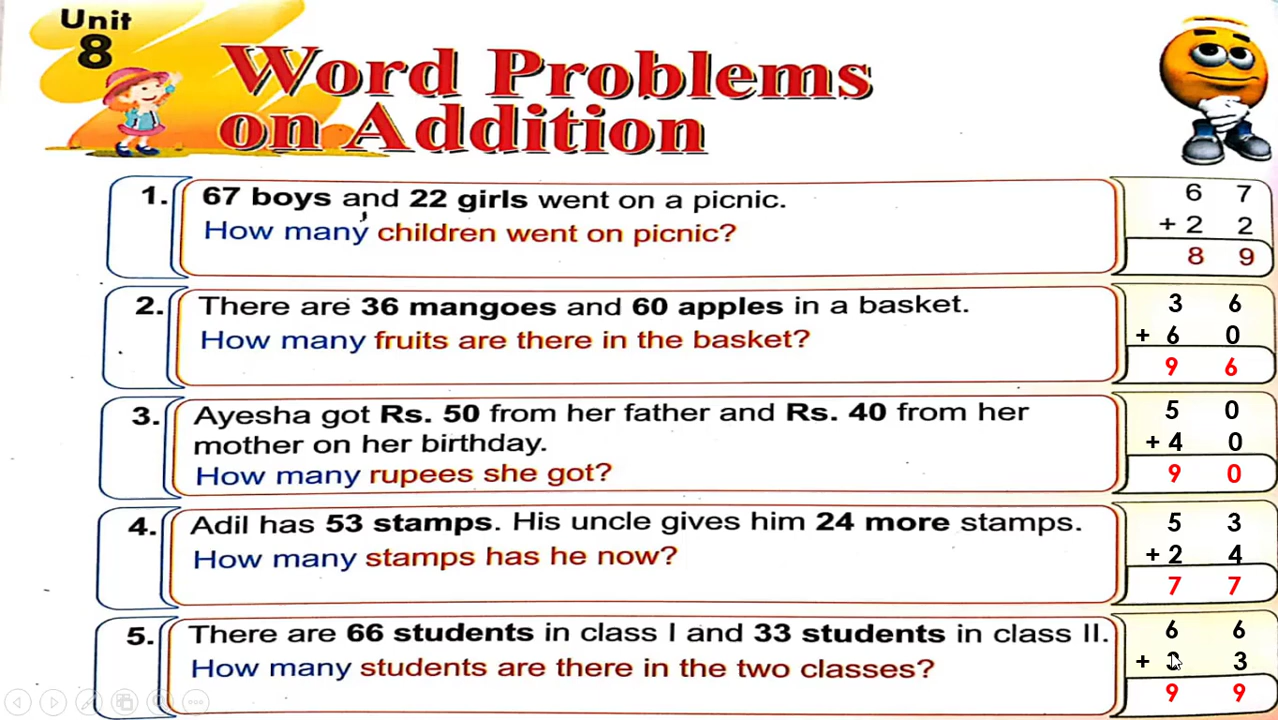 Unit
8
Word Problems
on Addition
1. 67 boys and 22 girls went on a picnic.
How many children went on picnic?
6 7
+ 2 2
8 9
2. There are 36 mangoes and 60 apples in a basket.
How many fruits are there in the basket?
3 6
+ 6 0
9 6
3. Ayesha got Rs. 50 from her father and Rs. 40 from her
mother on her birthday.
How many rupees she got?
5 0
+ 4 0
9 0
4. Adil has 53 stamps. His uncle gives him 24 more stamps.
How many stamps has he now?
5 3
+ 2 4
7 7
5. There are 66 students in class I and 33 students in class II.
How many students are there in the two classes?
6 6
+ 3 3
9 9